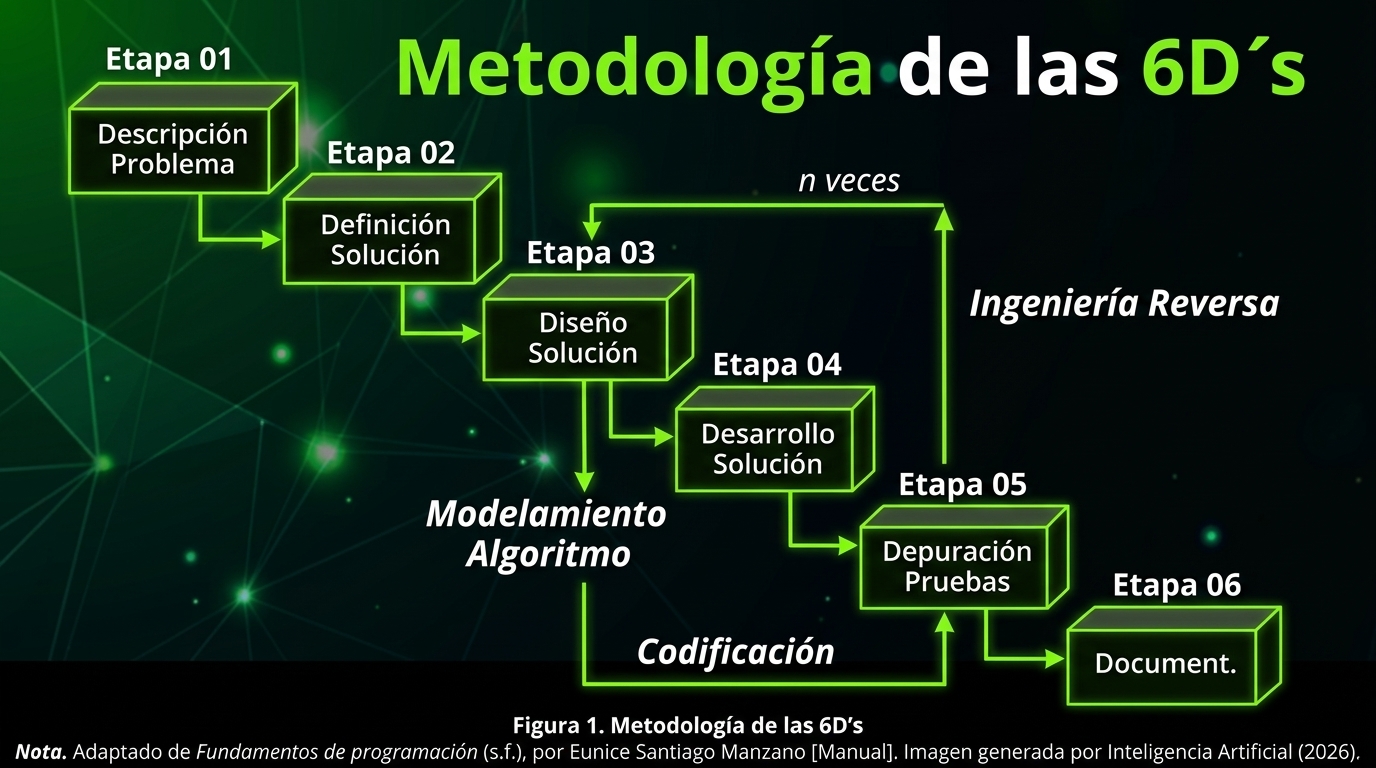 Metodología de las 6D´s
Etapa 01
Descripción
Problema
Etapa 02
Definición
Solución
n veces
Etapa 03
Diseño
Solución
Ingeniería Reversa
Etapa 04
Desarrollo
Solución
Etapa 05
Depuración
Pruebas
Modelamiento
Algoritmo
Etapa 06
Document.
Codificación
Figura 1. Metodología de las 6D’s
Nota. Adaptado de Fundamentos de programación (s.f.), por Eunice Santiago Manzano [Manual]. Imagen generada por Inteligencia Artificial (2026).